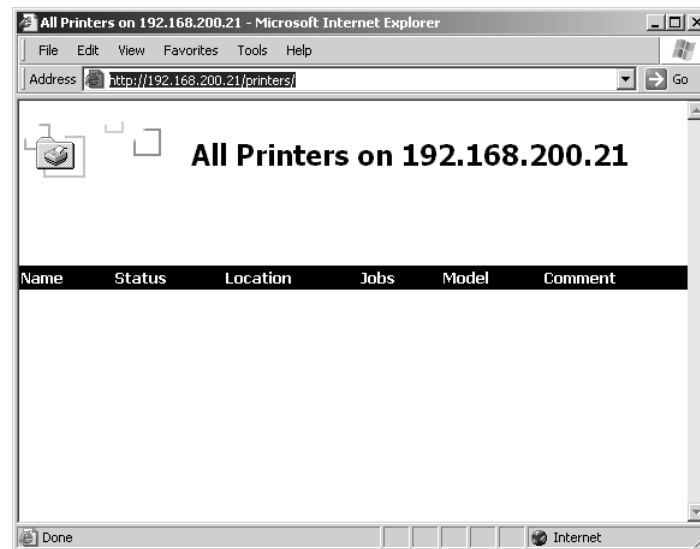 All Printers on 192.168.200.21 - Microsoft Internet Explorer
File Edit View Favorites Tools Help
Address http://192.168.200.21/printers/ Go
All Printers on 192.168.200.21
Name Status Location Jobs Model Comment
Done Internet